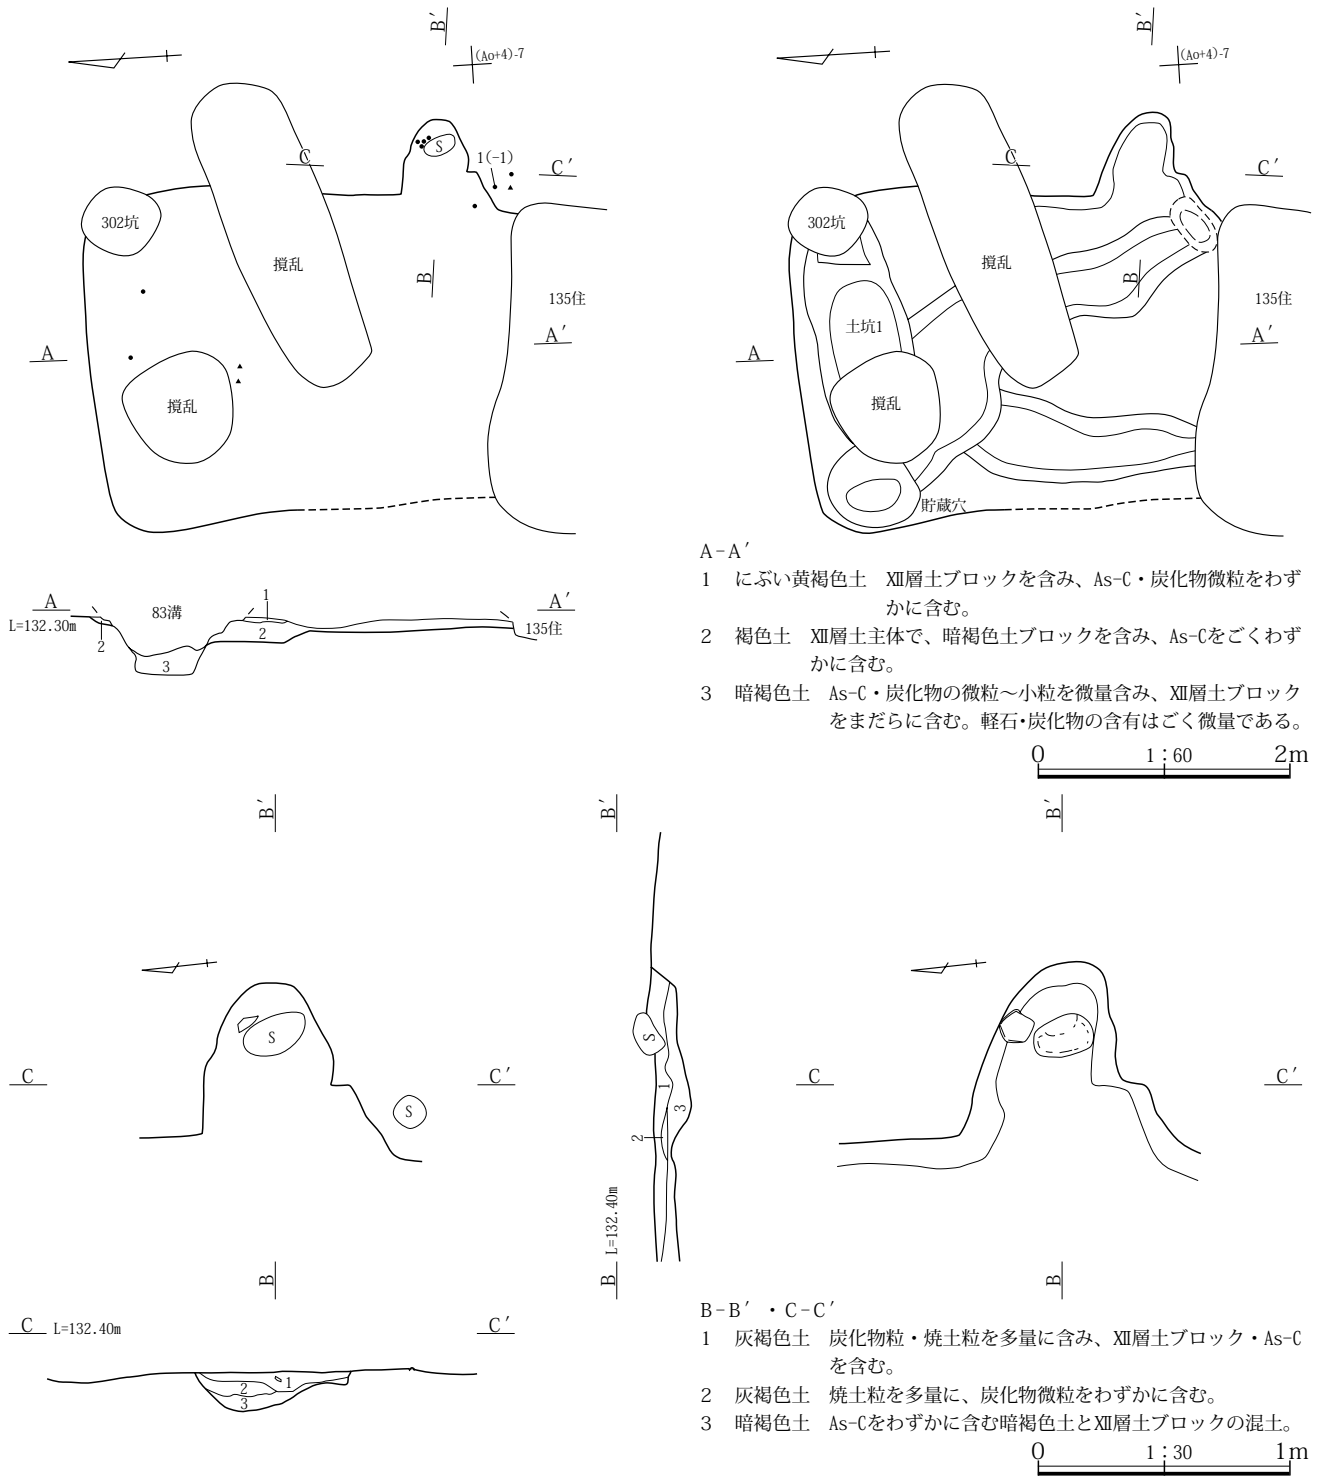 B′
(Ao+4)-7
C
S
1(-1)
C′
302坑
撹乱
B
135住
A
A′
撹乱
B′
(Ao+4)-7
C
C′
302坑
撹乱
B
135住
土坑1
A
A′
撹乱
貯蔵穴
A
L=132.30m
83溝
1
A′
135住
2
2
3
A-A′
1 にぶい黄褐色土 Ⅻ層土ブロックを含み、As-C・炭化物微粒をわず
かに含む。
2 褐色土 Ⅻ層土主体で、暗褐色土ブロックを含み、As-Cをごくわず
かに含む。
3 暗褐色土 As-C・炭化物の微粒～小粒を微量含み、Ⅻ層土ブロック
をまだらに含む。軽石・炭化物の含有はごく微量である。
0 1:60 2m
B′
B′
B′
S
C
C′
S
S
1
3
2
L=132.40m
C
C′
B
B
B
C L=132.40m
C′
1
2
3
B-B′・C-C′
1 灰褐色土 炭化物粒・焼土粒を多量に含み、Ⅻ層土ブロック・As-C
を含む。
2 灰褐色土 焼土粒を多量に、炭化物微粒をわずかに含む。
3 暗褐色土 As-Cをわずかに含む暗褐色土とⅫ層土ブロックの混土。
0 1:30 1m